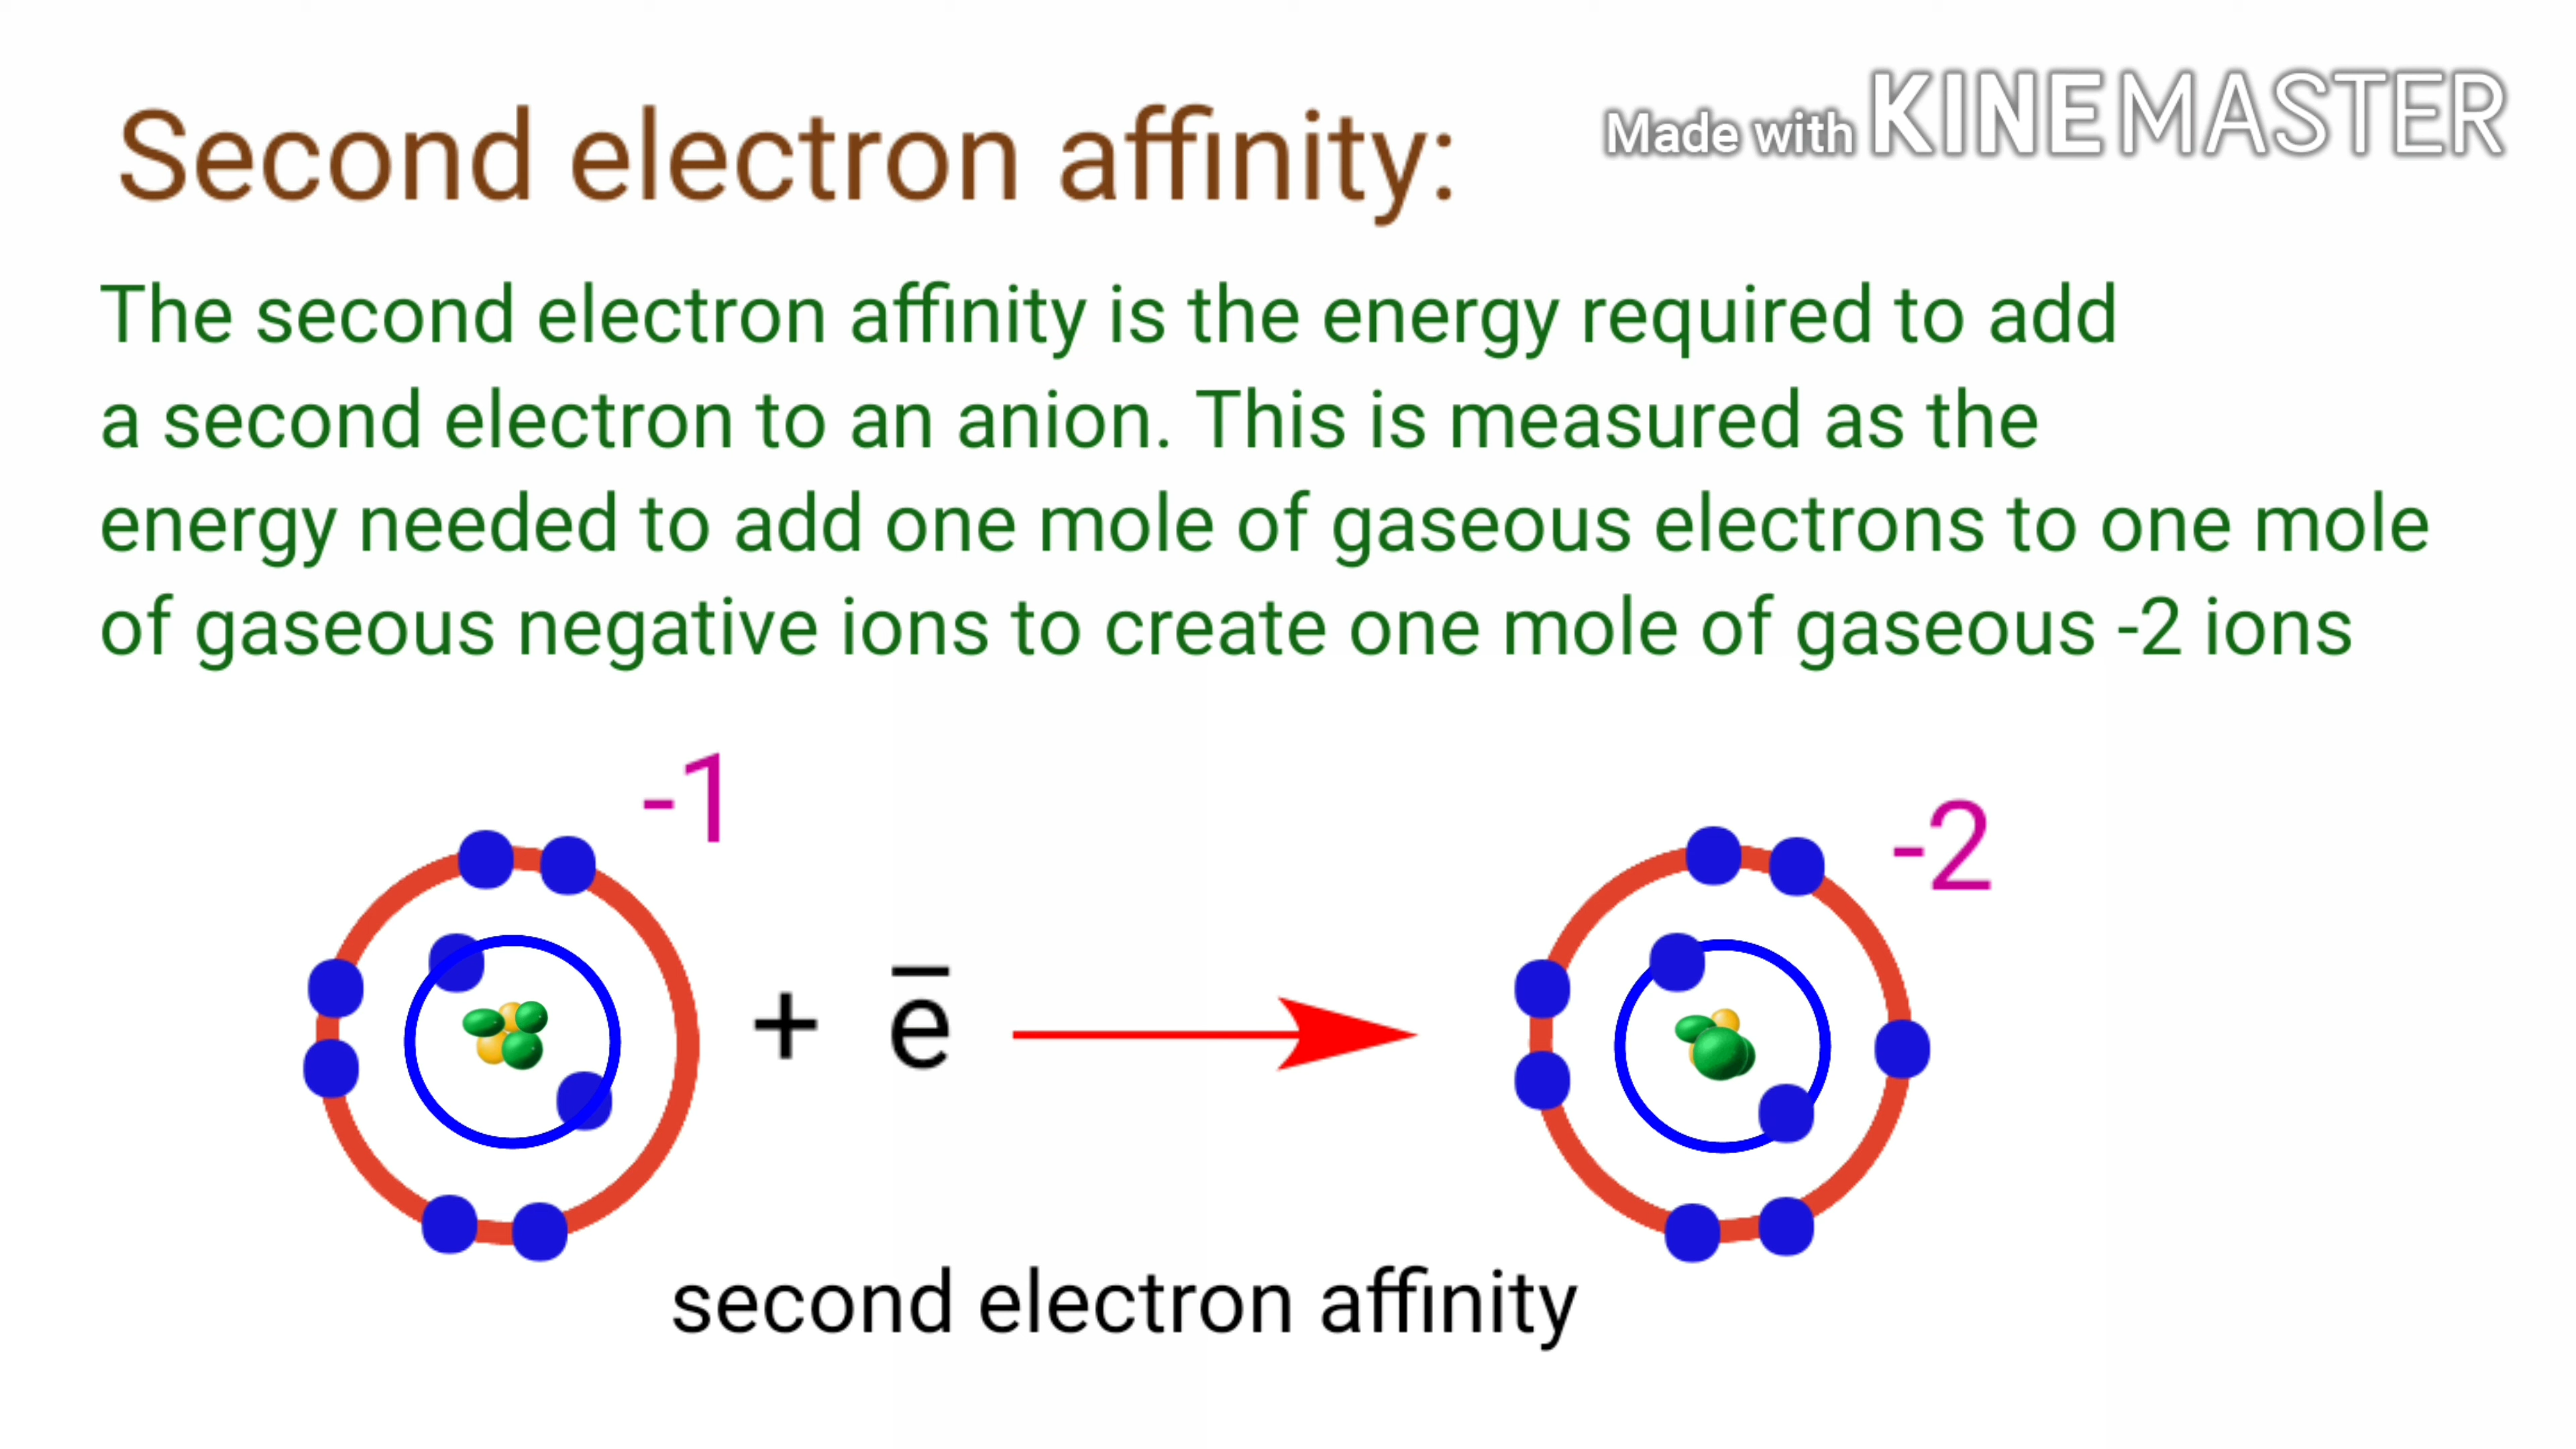 Second electron affinity:
Made with KINEMASTER
The second electron affinity is the energy required to add
a second electron to an anion. This is measured as the
energy needed to add one mole of gaseous electrons to one mole
of gaseous negative ions to create one mole of gaseous -2 ions
-1
-2
+ e̅
second electron affinity